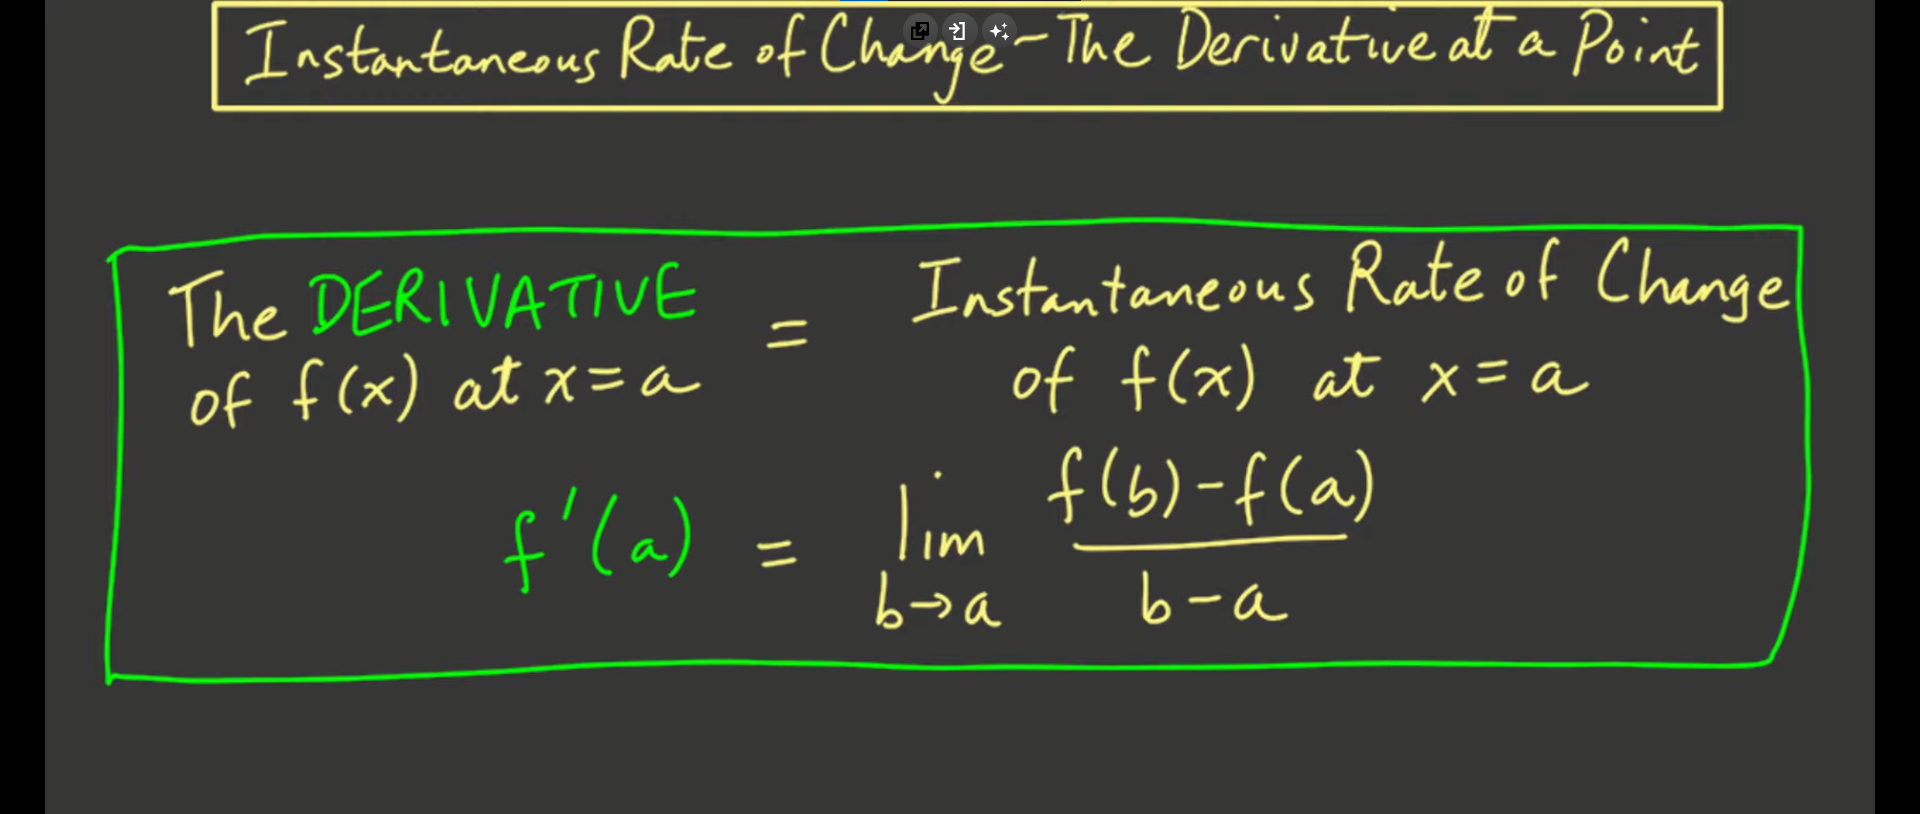 Instantaneous Rate of Change - The Derivative at a Point
The DERIVATIVE = Instantaneous Rate of Change
of f(x) at x = a of f(x) at x = a
f'(a) = lim f(b) - f(a)
b→a b - a